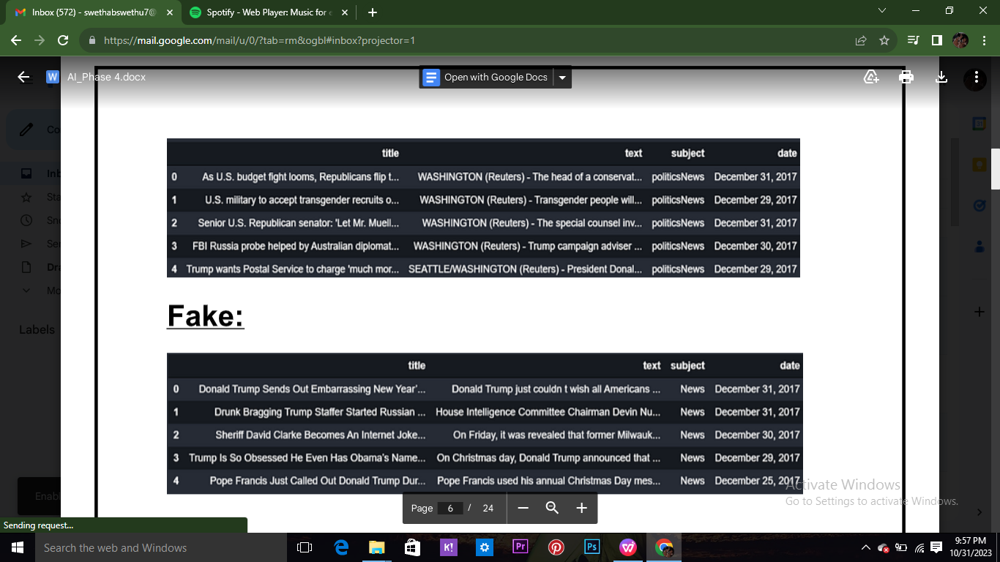 Inbox (572) - swethabswethu7@
Spotify - Web Player: Music for e
https://mail.google.com/mail/u/0/?tab=rm&ogbl#inbox?projector=1
W AI_Phase 4.docx
Open with Google Docs
title text subject date
0 As U.S. budget fight looms, Republicans flip t... WASHINGTON (Reuters) - The head of a conservat... politicsNews December 31, 2017
1 U.S. military to accept transgender recruits o... WASHINGTON (Reuters) - Transgender people will... politicsNews December 29, 2017
2 Senior U.S. Republican senator: 'Let Mr. Muell... WASHINGTON (Reuters) - The special counsel inv... politicsNews December 31, 2017
3 FBI Russia probe helped by Australian diplomat... WASHINGTON (Reuters) - Trump campaign adviser ... politicsNews December 30, 2017
4 Trump wants Postal Service to charge 'much mor... SEATTLE/WASHINGTON (Reuters) - President Donal... politicsNews December 29, 2017
Co
Inb
Sta
Sno
Sen
Dra
Mo
Labels
Fake:
title text subject date
0 Donald Trump Sends Out Embarrassing New Year'... Donald Trump just couldn t wish all Americans ... News December 31, 2017
1 Drunk Bragging Trump Staffer Started Russian ... House Intelligence Committee Chairman Devin Nu... News December 31, 2017
2 Sheriff David Clarke Becomes An Internet Joke... On Friday, it was revealed that former Milwauk... News December 30, 2017
3 Trump Is So Obsessed He Even Has Obama's Name... On Christmas day, Donald Trump announced that ... News December 29, 2017
4 Pope Francis Just Called Out Donald Trump Dur... Pope Francis used his annual Christmas Day mes... News December 25, 2017
Activate Windows
Go to Settings to activate Windows.
Enabl
Page 6 / 24
Sending request...
Search the web and Windows
K!
Pr
Ps
9:57 PM
10/31/2023